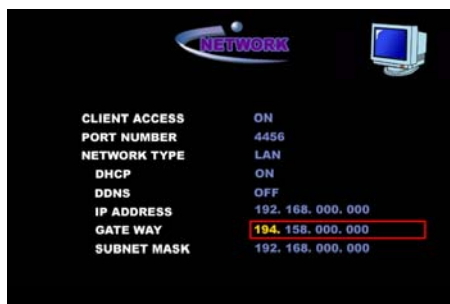 NETWORK
CLIENT ACCESS ON
PORT NUMBER 4456
NETWORK TYPE LAN
DHCP ON
DDNS OFF
IP ADDRESS 192. 168. 000. 000
GATE WAY 194. 158. 000. 000
SUBNET MASK 192. 168. 000. 000